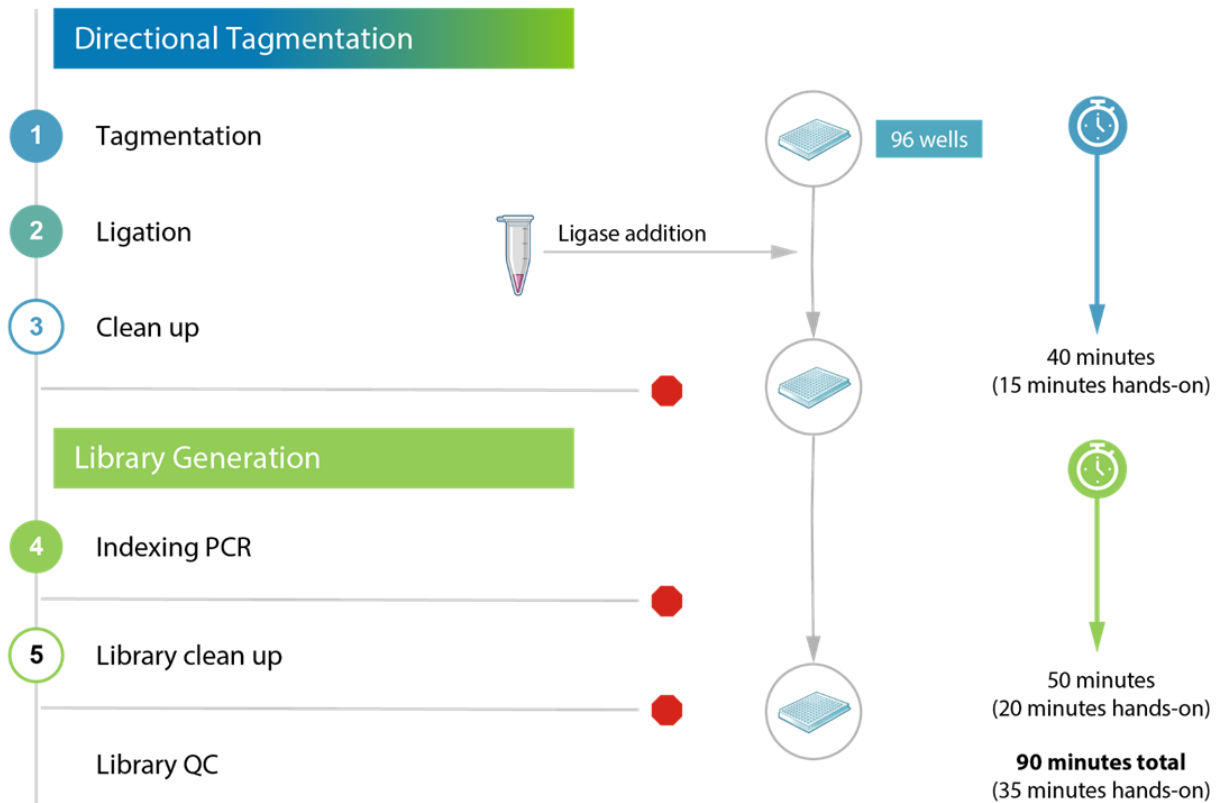 Directional Tagmentation
1
Tagmentation
96 wells
2
Ligation
Ligase addition
3
Clean up
40 minutes
(15 minutes hands-on)
Library Generation
4
Indexing PCR
5
Library clean up
50 minutes
(20 minutes hands-on)
Library QC
90 minutes total
(35 minutes hands-on)